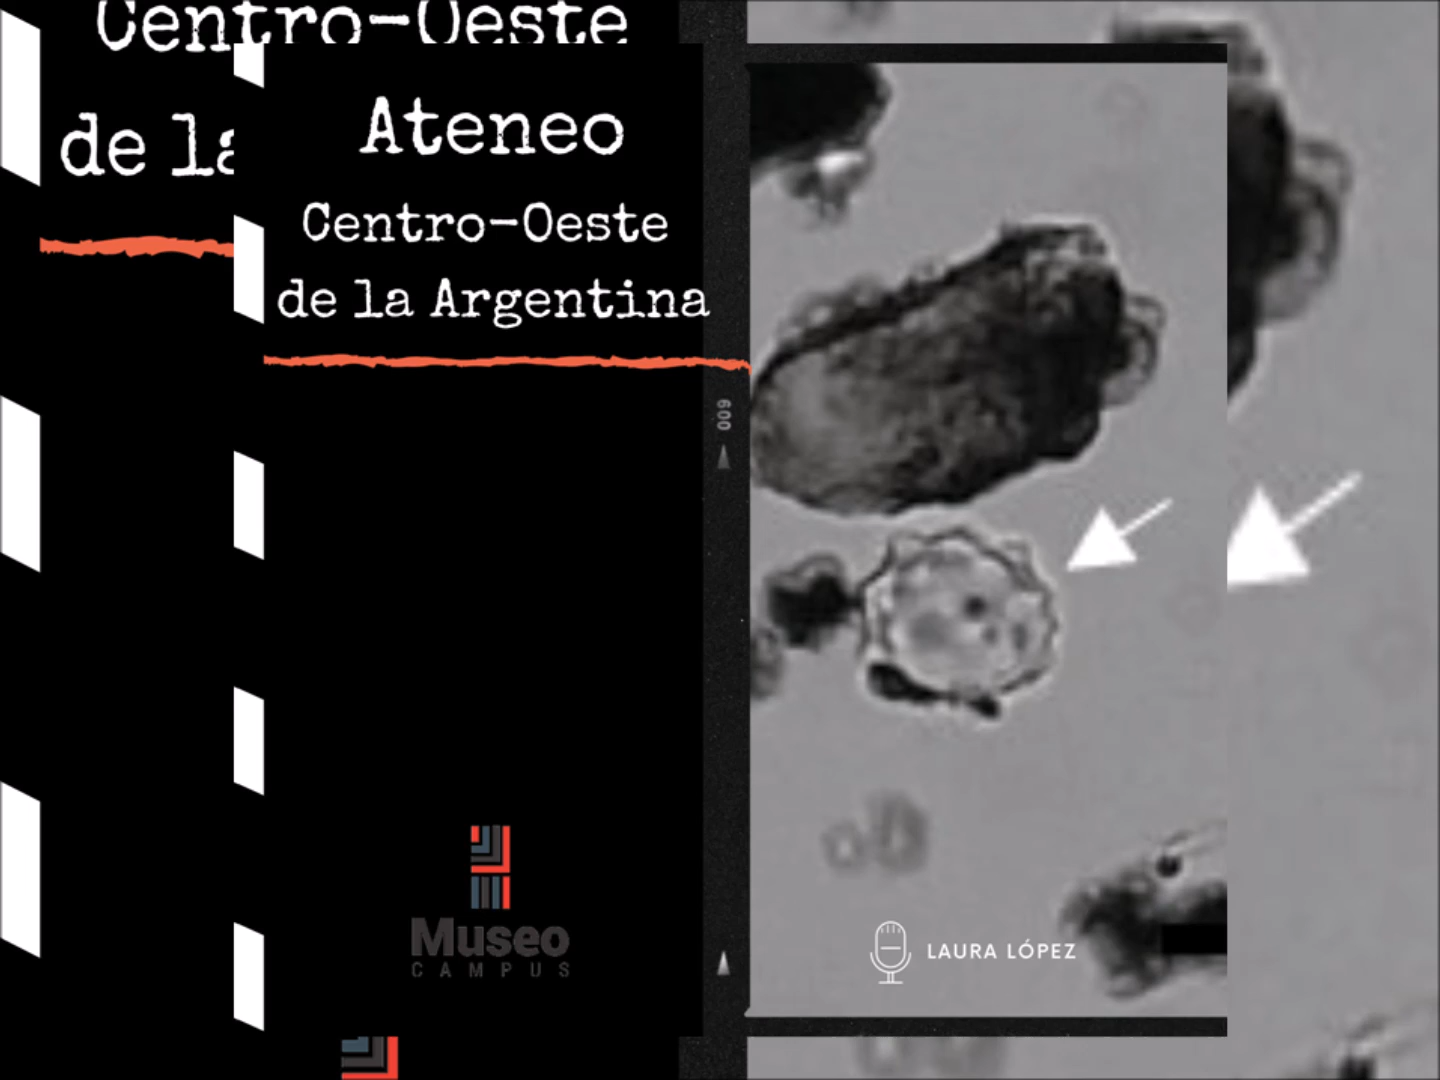 Centro-Oeste
de la
Ateneo
Centro-Oeste
de la Argentina
009
Museo
CAMPUS
LAURA LÓPEZ